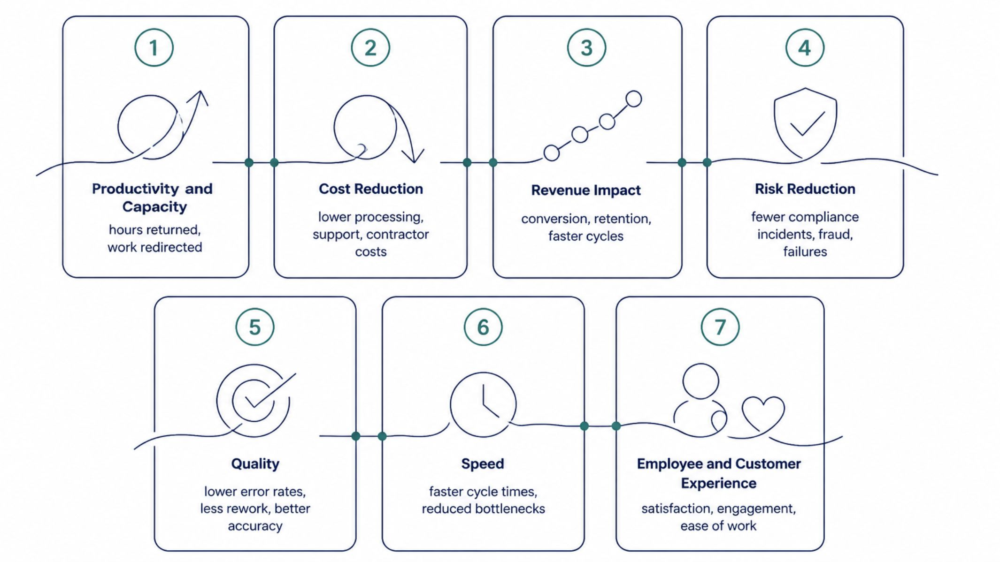 1
Productivity and
Capacity
hours returned,
work redirected
2
Cost Reduction
lower processing,
support, contractor
costs
3
Revenue Impact
conversion, retention,
faster cycles
4
Risk Reduction
fewer compliance
incidents, fraud,
failures
5
Quality
lower error rates,
less rework, better
accuracy
6
Speed
faster cycle times,
reduced bottlenecks
7
Employee and Customer
Experience
satisfaction, engagement,
ease of work